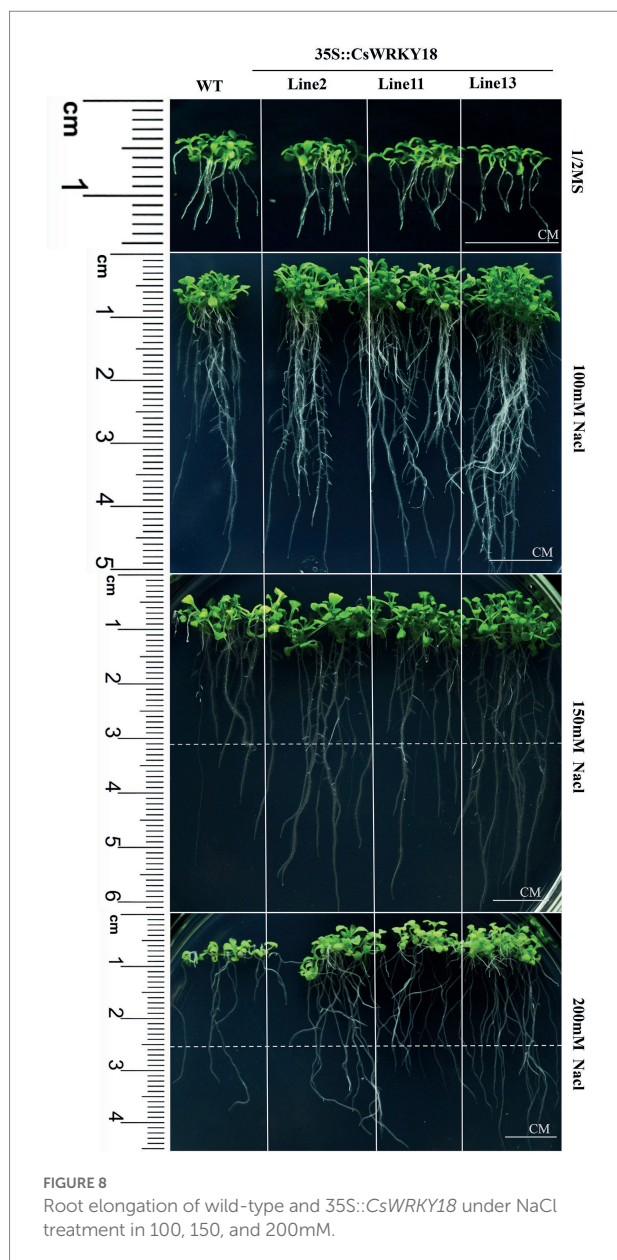 35S::CsWRKY18
WT Line2 Line11 Line13
cm
1
1/2MS
CM
cm
1
2
3
4
5
100mM Nacl
CM
cm
1
2
3
4
5
6
150mM Nacl
CM
cm
1
2
3
4
200mM Nacl
CM
FIGURE 8
Root elongation of wild-type and 35S::CsWRKY18 under NaCl
treatment in 100, 150, and 200mM.